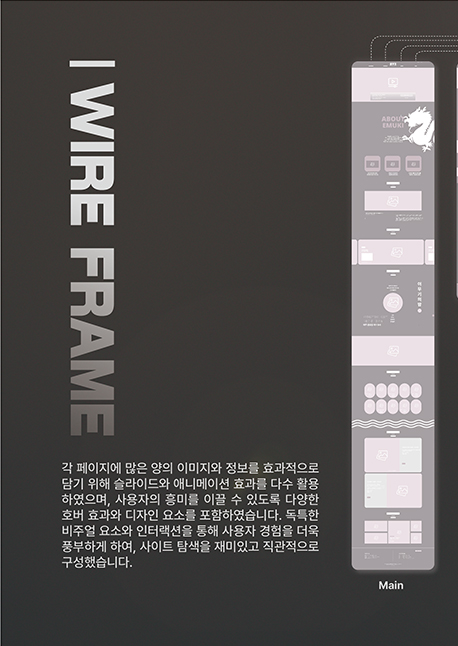 I WIRE FRAME
각 페이지에 많은 양의 이미지와 정보를 효과적으로
담기 위해 슬라이드와 애니메이션 효과를 다수 활용
하였으며, 사용자의 흥미를 이끌 수 있도록 다양한
호버 효과와 디자인 요소를 포함하였습니다. 독특한
비주얼 요소와 인터랙션을 통해 사용자 경험을 더욱
풍부하게 하여, 사이트 탐색을 재미있고 직관적으로
구성했습니다.
ABOUT
EMUKI
Main